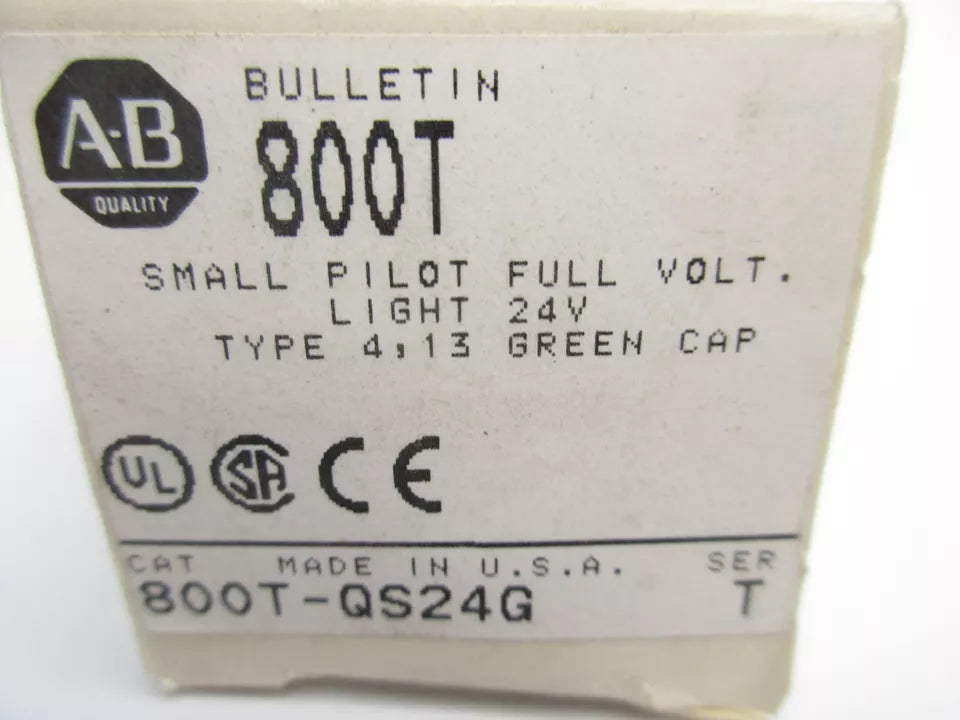 A-B
QUALITY
BULLETIN
800T
SMALL PILOT FULL VOLT.
LIGHT 24V
TYPE 4,13 GREEN CAP
UL SA CE
CAT MADE IN U.S.A. SER
800T-QS24G T